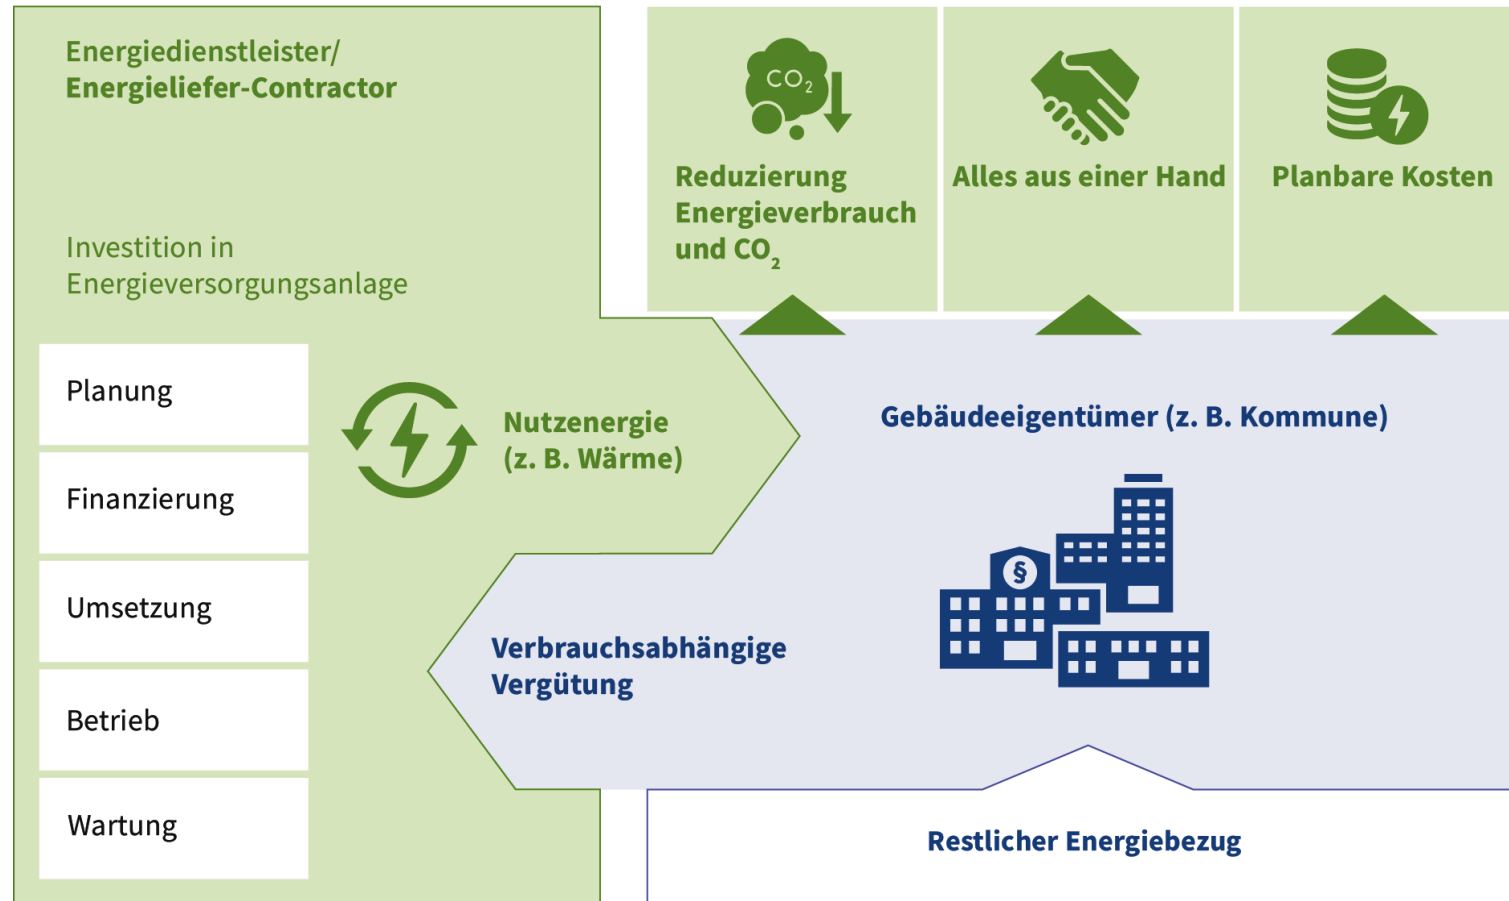 Energiedienstleister/
Energieliefer-Contractor
Investition in
Energieversorgungsanlage
Planung
Finanzierung
Umsetzung
Betrieb
Wartung
Nutzenergie
(z. B. Wärme)
Verbrauchsabhängige
Vergütung
CO₂
Reduzierung
Energieverbrauch
und CO₂
Alles aus einer Hand
Planbare Kosten
Gebäudeeigentümer (z. B. Kommune)
§
Restlicher Energiebezug